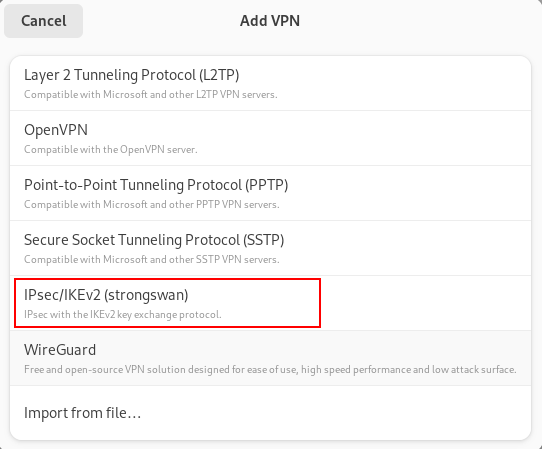 Cancel
Add VPN
Layer 2 Tunneling Protocol (L2TP)
Compatible with Microsoft and other L2TP VPN servers.
OpenVPN
Compatible with the OpenVPN server.
Point-to-Point Tunneling Protocol (PPTP)
Compatible with Microsoft and other PPTP VPN servers.
Secure Socket Tunneling Protocol (SSTP)
Compatible with Microsoft and other SSTP VPN servers.
IPsec/IKEv2 (strongswan)
IPsec with the IKEv2 key exchange protocol.
WireGuard
Free and open-source VPN solution designed for ease of use, high speed performance and low attack surface.
Import from file…